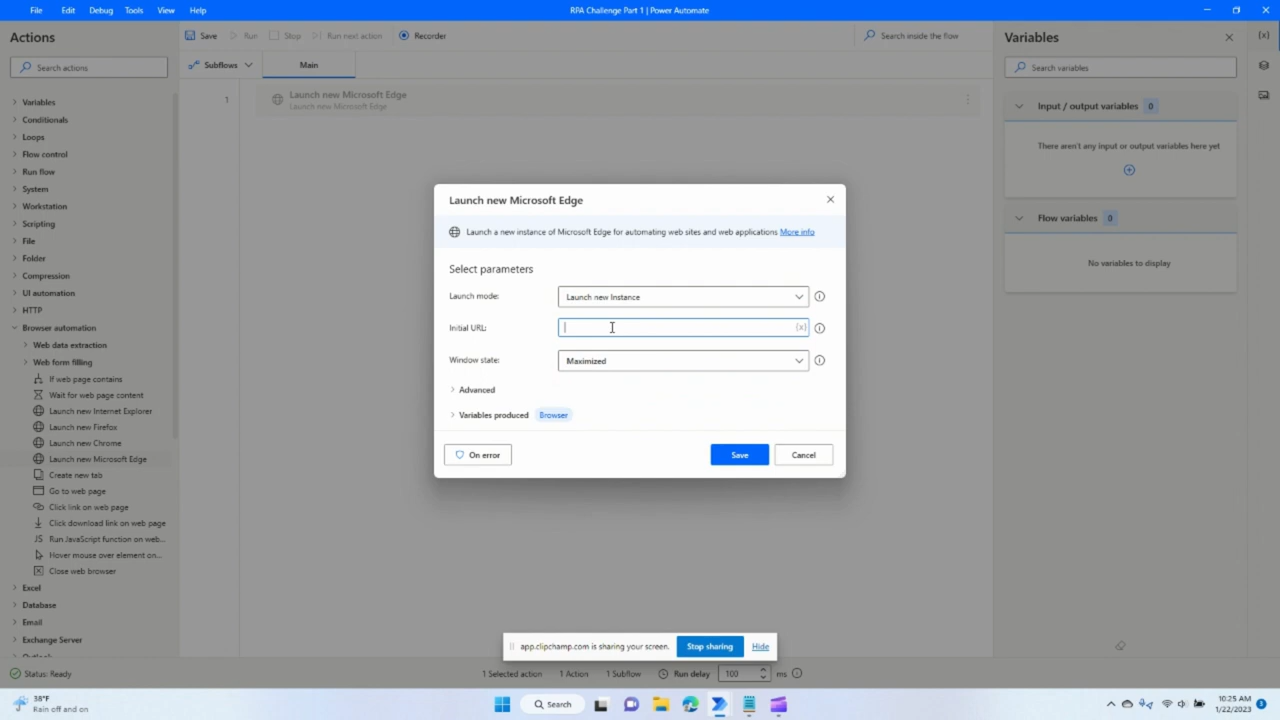 File Edit Debug Tools View Help
RPA Challenge Part 1 | Power Automate
Actions
Save Run Stop Run next action Recorder
Search inside the flow
Variables
{x}
Search actions
Subflows
Main
Search variables
Variables
Conditionals
Loops
Flow control
Run flow
System
Workstation
Scripting
File
Folder
Compression
UI automation
HTTP
Browser automation
Web data extraction
Web form filling
If web page contains
Wait for web page content
Launch new Internet Explorer
Launch new Firefox
Launch new Chrome
Launch new Microsoft Edge
Create new tab
Go to web page
Click link on web page
Click download link on web page
JS Run JavaScript function on web...
Hover mouse over element on...
Close web browser
Excel
Database
Email
Exchange Server
Outlook
1
Launch new Microsoft Edge
Launch new Microsoft Edge
Input / output variables 0
There aren't any input or output variables here yet
Flow variables 0
No variables to display
Launch new Microsoft Edge
Launch a new instance of Microsoft Edge for automating web sites and web applications More info
Select parameters
Launch mode: Launch new Instance
Initial URL: {x}
Window state: Maximized
Advanced
Variables produced Browser
On error Save Cancel
app.clipchamp.com is sharing your screen. Stop sharing Hide
Status: Ready
1 Selected action 1 Action 1 Subflow Run delay 100 ms
38°F
Rain off and on
Search
10:25 AM
1/22/2023